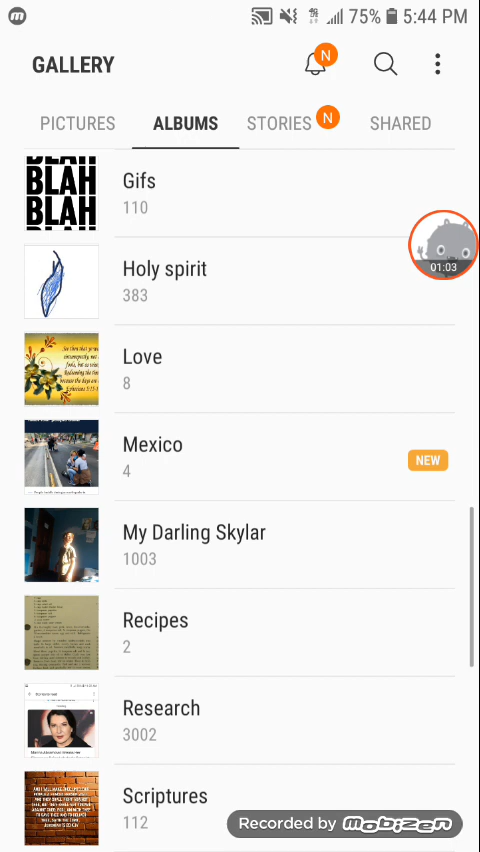 75% 5:44 PM
GALLERY
N
PICTURES ALBUMS STORIES N SHARED
BLAH
BLAH
BLAH
Gifs
110
01:03
Holy spirit
383
Love
8
Mexico
4
NEW
My Darling Skylar
1003
Recipes
2
Research
3002
Scriptures
112
Recorded by MOBIZEN